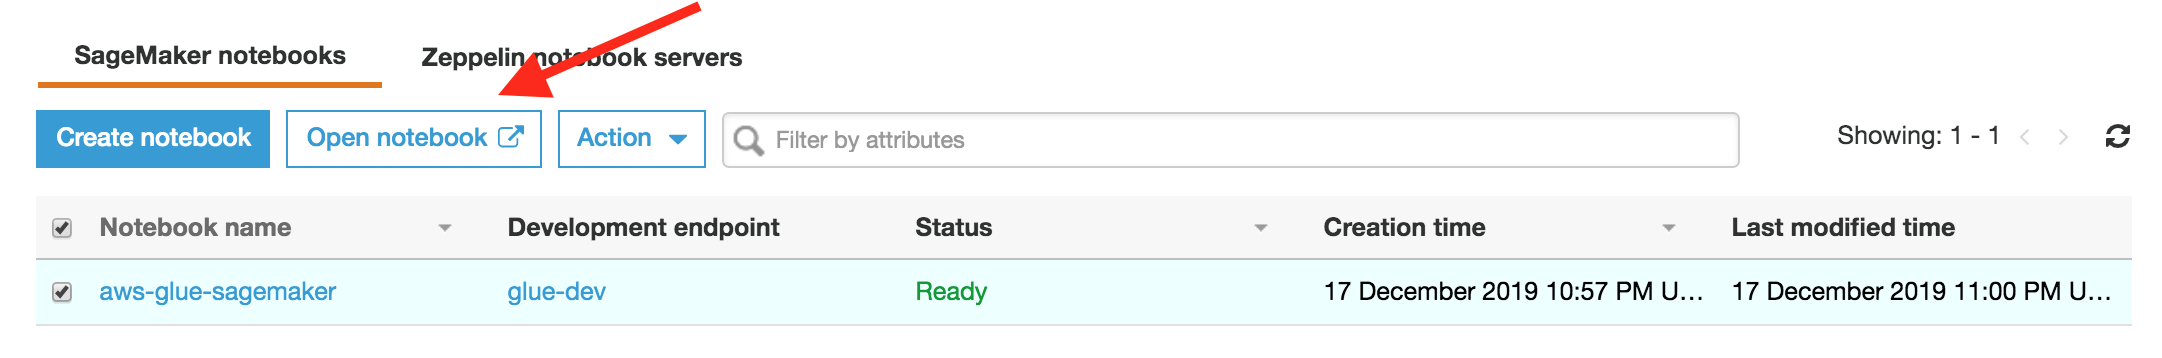 SageMaker notebooks Zeppelin notebook servers
Create notebook Open notebook Action Filter by attributes Showing: 1 - 1
Notebook name Development endpoint Status Creation time Last modified time
aws-glue-sagemaker glue-dev Ready 17 December 2019 10:57 PM U... 17 December 2019 11:00 PM U...